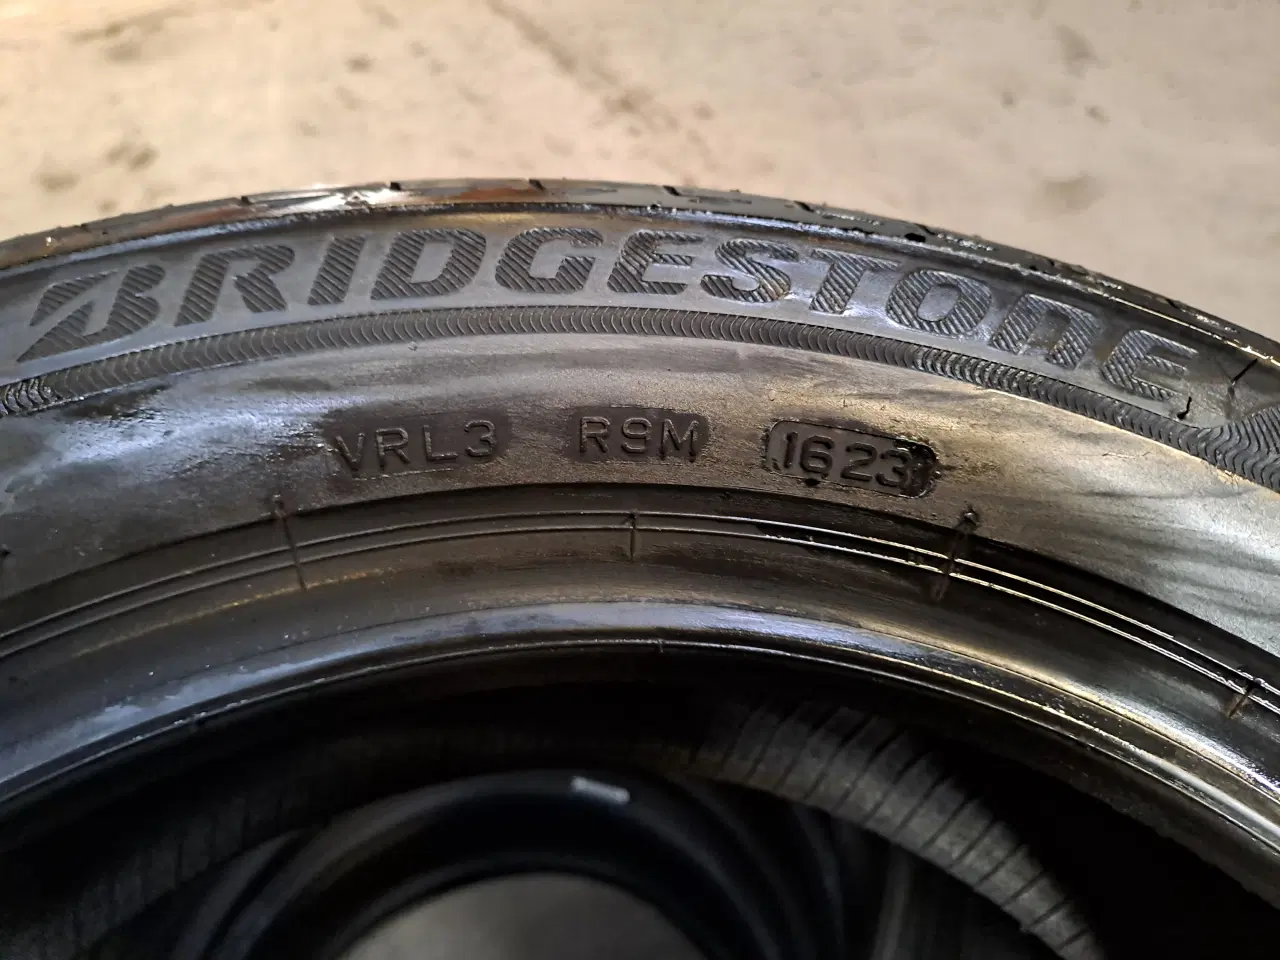 BRIDGESTONE
VRL3 R9M 1623